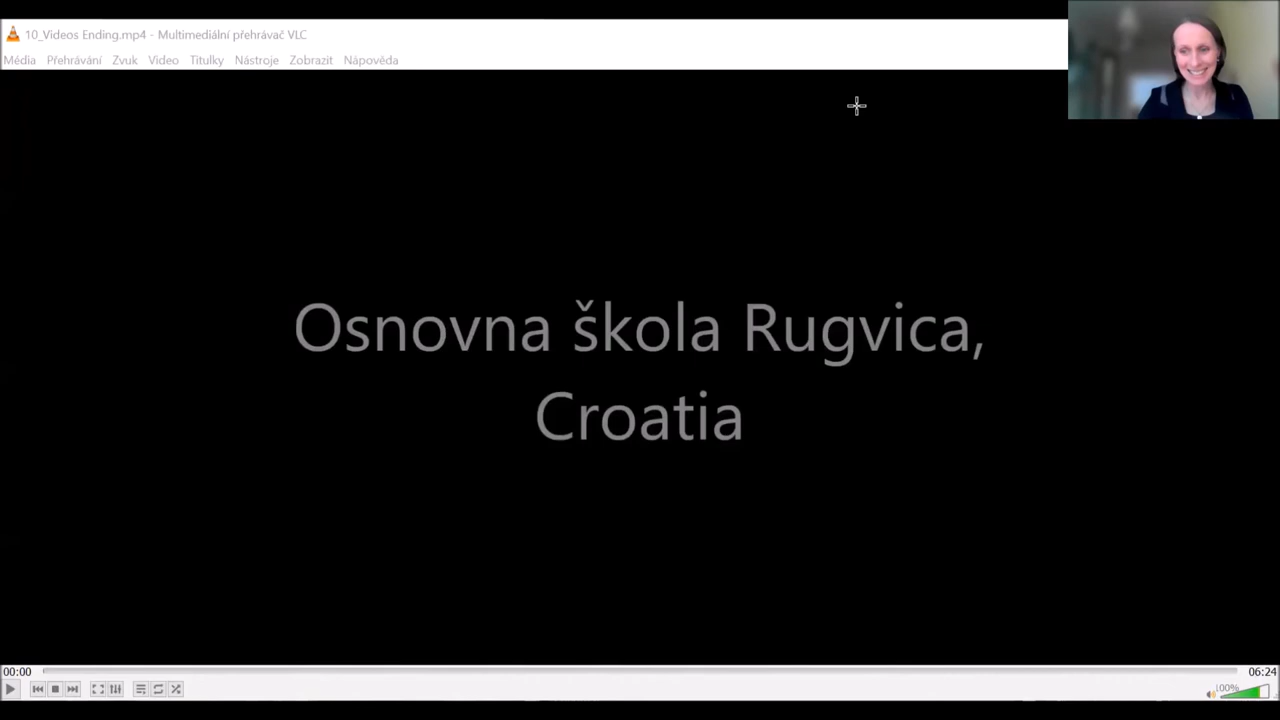 10_Videos Ending.mp4 - Multimediální přehrávač VLC
Média Přehrávání Zvuk Video Titulky Nástroje Zobrazit Nápověda
Osnovna škola Rugvica,
Croatia
00:00 06:24
100%